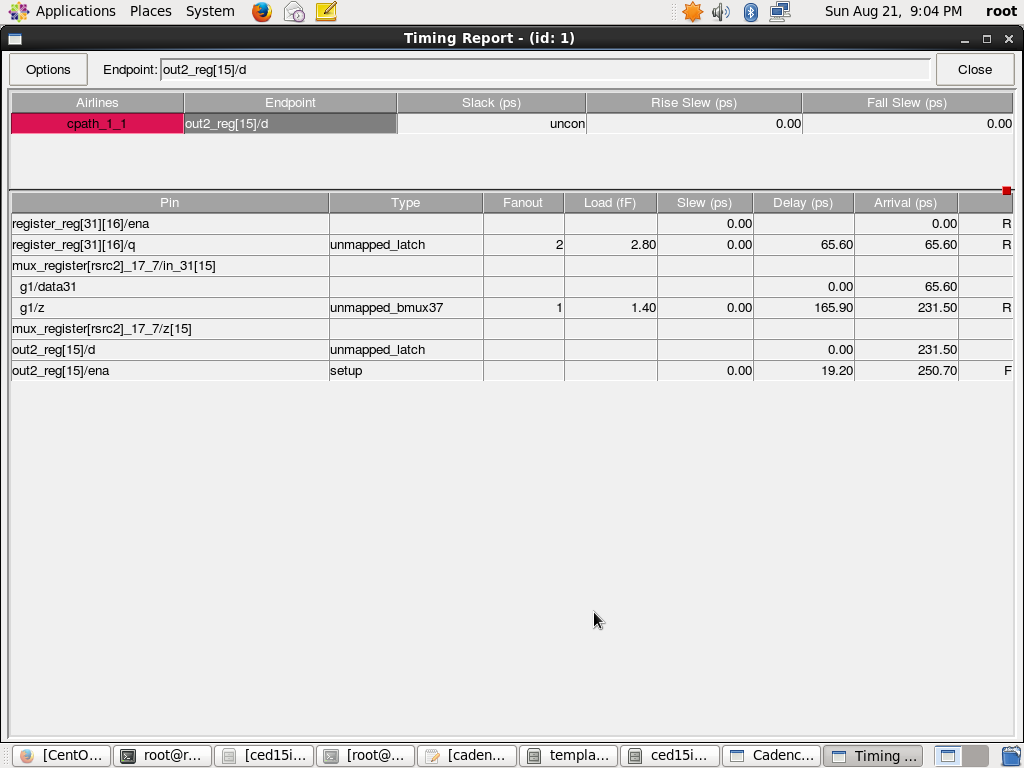 Applications Places System Sun Aug 21, 9:04 PM root
Timing Report - (id: 1)
Options Endpoint: out2_reg[15]/d Close
Airlines Endpoint Slack (ps) Rise Slew (ps) Fall Slew (ps)
cpath_1_1 out2_reg[15]/d uncon 0.00 0.00
Pin Type Fanout Load (fF) Slew (ps) Delay (ps) Arrival (ps)
register_reg[31][16]/ena 0.00 0.00 R
register_reg[31][16]/q unmapped_latch 2 2.80 0.00 65.60 65.60 R
mux_register[rsrc2]_17_7/in_31[15]
g1/data31 0.00 65.60
g1/z unmapped_bmux37 1 1.40 0.00 165.90 231.50 R
mux_register[rsrc2]_17_7/z[15]
out2_reg[15]/d unmapped_latch 0.00 231.50
out2_reg[15]/ena setup 0.00 19.20 250.70 F
[CentO... root@r... [ced15i... [root@... [caden... templa... ced15i... Cadenc... Timing ...